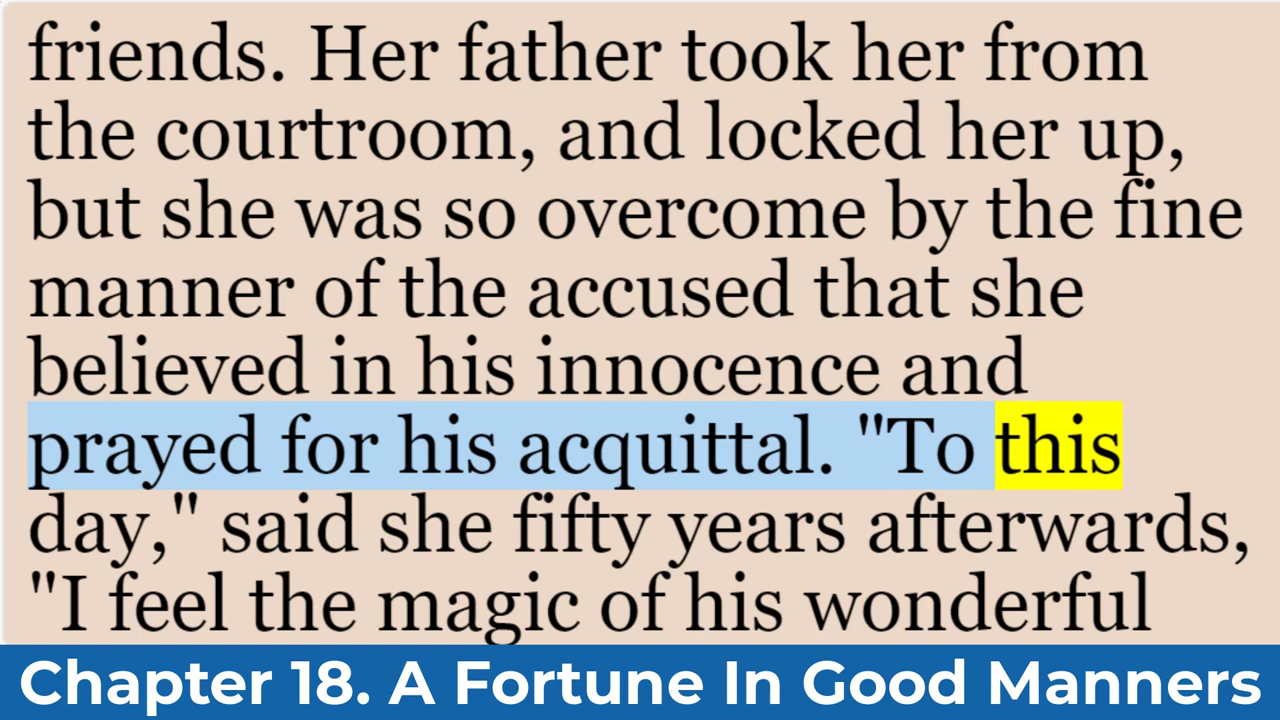 friends. Her father took her from
the courtroom, and locked her up,
but she was so overcome by the fine
manner of the accused that she
believed in his innocence and
prayed for his acquittal. "To this
day," said she fifty years afterwards,
"I feel the magic of his wonderful
Chapter 18. A Fortune In Good Manners